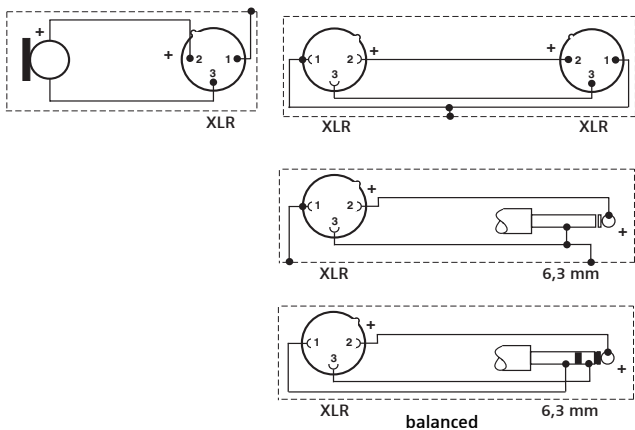 + + 2 1 3
XLR
1 2 + 3 + 2 1 3
XLR XLR
1 2 + 3 +
XLR 6,3 mm
1 2 + 3 +
XLR 6,3 mm
balanced